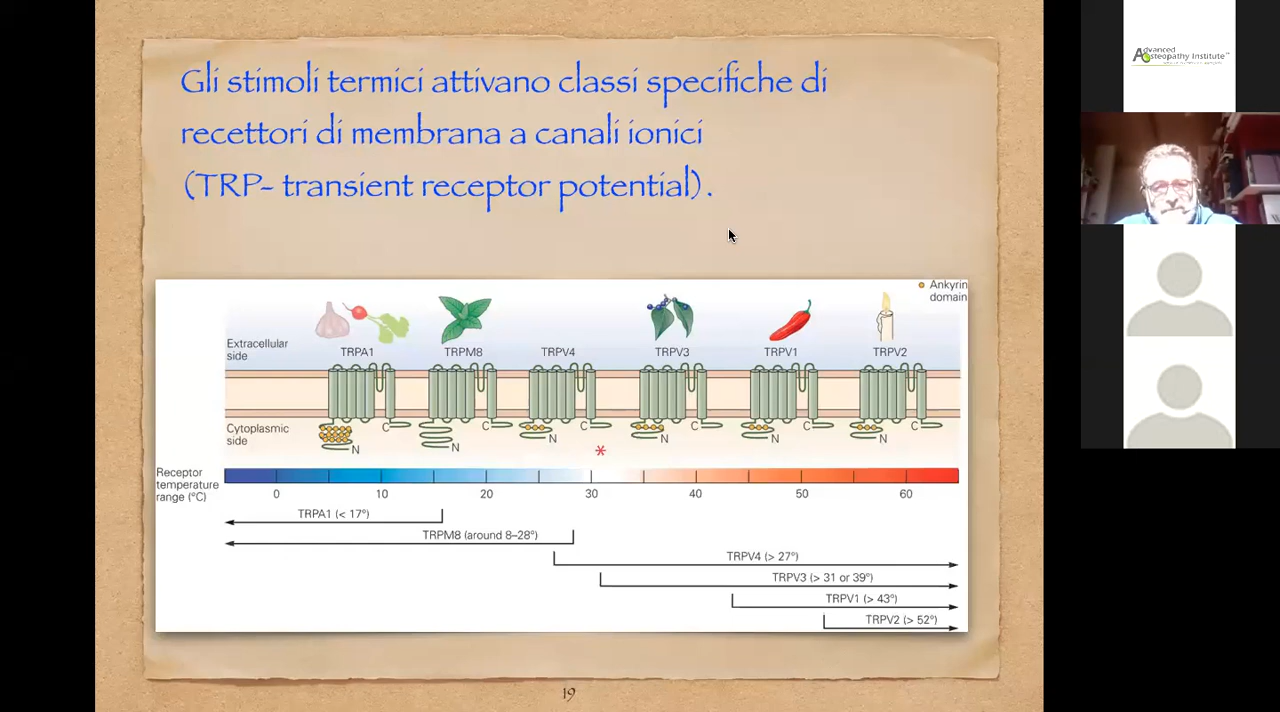 Gli stimoli termici attivano classi specifiche di
recettori di membrana a canali ionici
(TRP- transient receptor potential).
Ankyrin
domain
Extracellular
side
TRPA1
TRPM8
TRPV4
TRPV3
TRPV1
TRPV2
Cytoplasmic
side
N
C
N
C
N
C
N
C
N
C
N
C
*
Receptor
temperature
range (°C)
0
10
20
30
40
50
60
TRPA1 (< 17°)
TRPM8 (around 8–28°)
TRPV4 (> 27°)
TRPV3 (> 31 or 39°)
TRPV1 (> 43°)
TRPV2 (> 52°)
19
Advanced
Osteopathy Institute